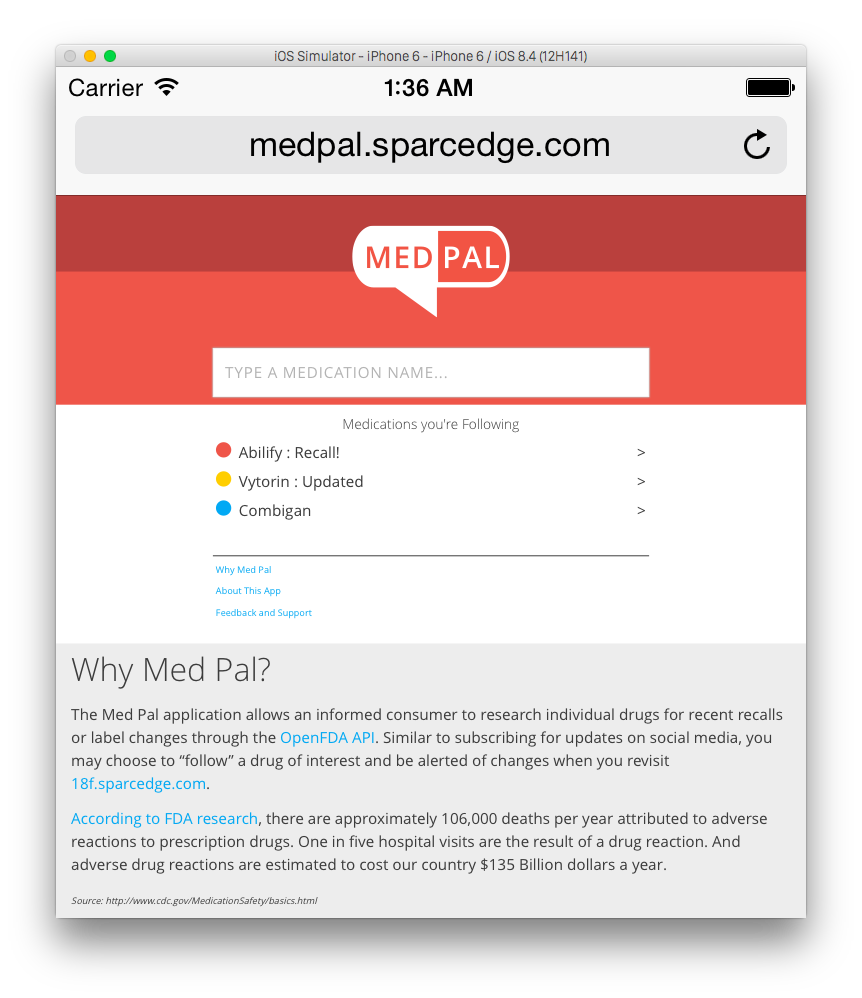 iOS Simulator - iPhone 6 - iPhone 6 / iOS 8.4 (12H141)
Carrier 1:36 AM
medpal.sparcedge.com
MED PAL
TYPE A MEDICATION NAME...
Medications you're Following
Abilify : Recall! >
Vytorin : Updated >
Combigan >
Why Med Pal
About This App
Feedback and Support
Why Med Pal?
The Med Pal application allows an informed consumer to research individual drugs for recent recalls
or label changes through the OpenFDA API. Similar to subscribing for updates on social media, you
may choose to “follow” a drug of interest and be alerted of changes when you revisit
18f.sparcedge.com.
According to FDA research, there are approximately 106,000 deaths per year attributed to adverse
reactions to prescription drugs. One in five hospital visits are the result of a drug reaction. And
adverse drug reactions are estimated to cost our country $135 Billion dollars a year.
Source: http://www.cdc.gov/MedicationSafety/basics.html